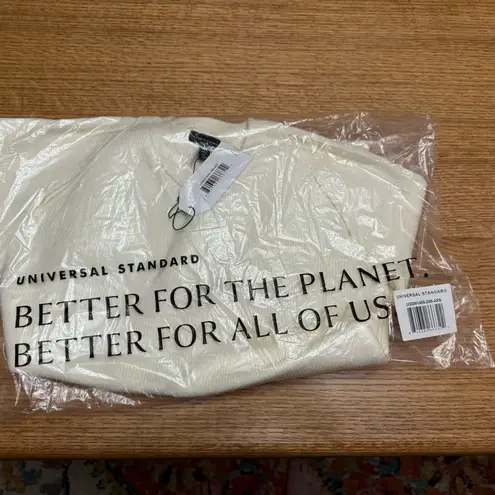 UNIVERSAL STANDARD
BETTER FOR THE PLANET.
BETTER FOR ALL OF US
UNIVERSAL STANDARD